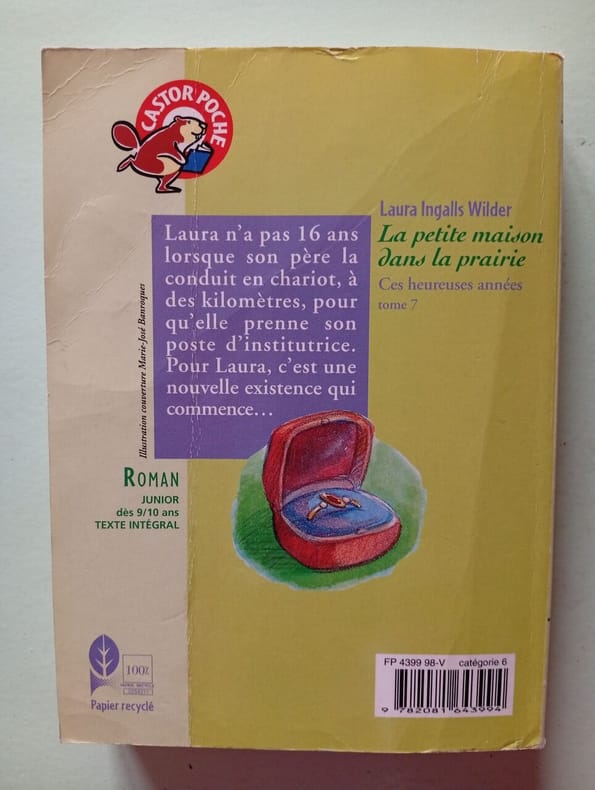 CASTOR POCHE
Laura Ingalls Wilder
La petite maison
dans la prairie
Ces heureuses années
tome 7
Laura n'a pas 16 ans
lorsque son père la
conduit en chariot, à
des kilomètres, pour
qu'elle prenne son
poste d'institutrice.
Pour Laura, c'est une
nouvelle existence qui
commence...
Illustration couverture Marie-José Banroques
ROMAN
JUNIOR
dès 9/10 ans
TEXTE INTÉGRAL
100%
Papier recyclé
FP 4399 98-V catégorie 6
9 782081 643994